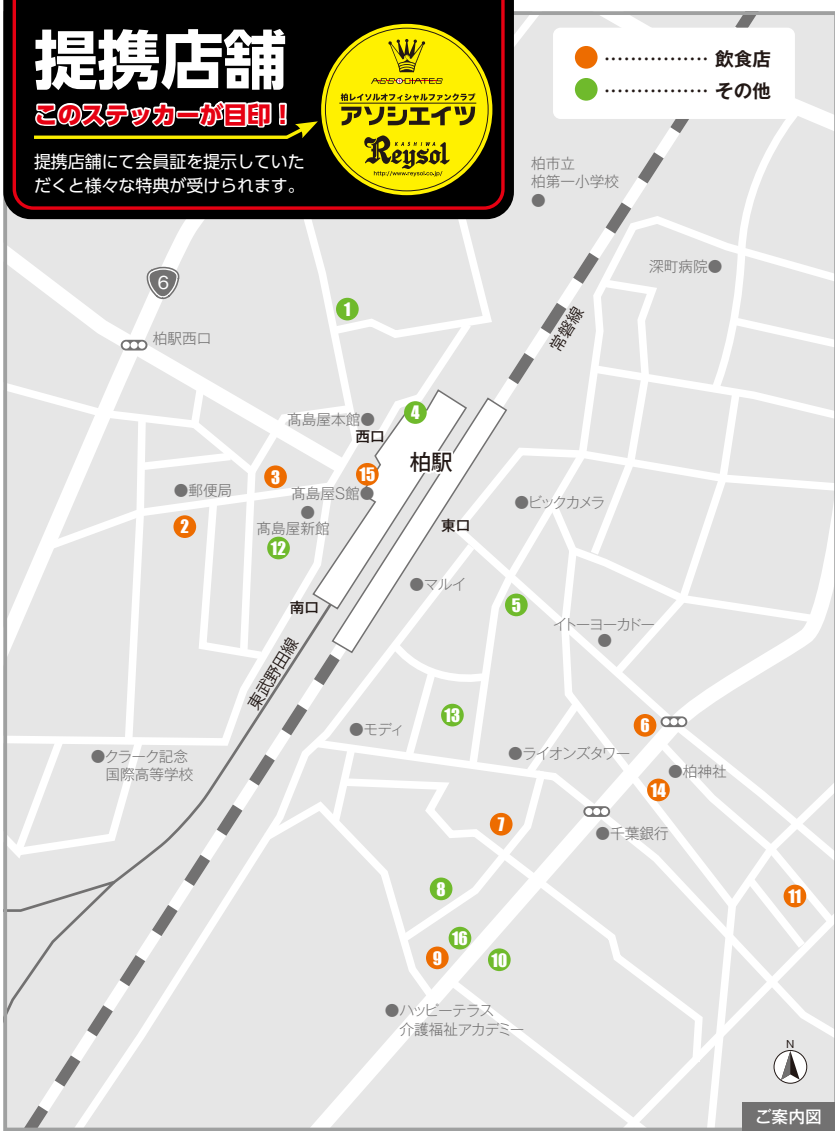 提携店舗
このステッカーが目印！
提携店舗にて会員証を提示していた
だくと様々な特典が受けられます。
ASSOCIATES
柏レイソルオフィシャルファンクラブ
アソシエイツ
KASHIWA
Reysol
http://www.reysol.co.jp/
飲食店
その他
柏市立
柏第一小学校
深町病院
6
1
柏駅西口
常磐線
髙島屋本館
4
西口
柏駅
3
15
郵便局
髙島屋S館
ビックカメラ
2
髙島屋新館
東口
12
マルイ
南口
5
イトーヨーカドー
東武野田線
13
6
モディ
ライオンズタワー
クラーク記念
国際高等学校
柏神社
14
7
千葉銀行
8
11
16
9
10
ハッピーテラス
介護福祉アカデミー
N
ご案内図